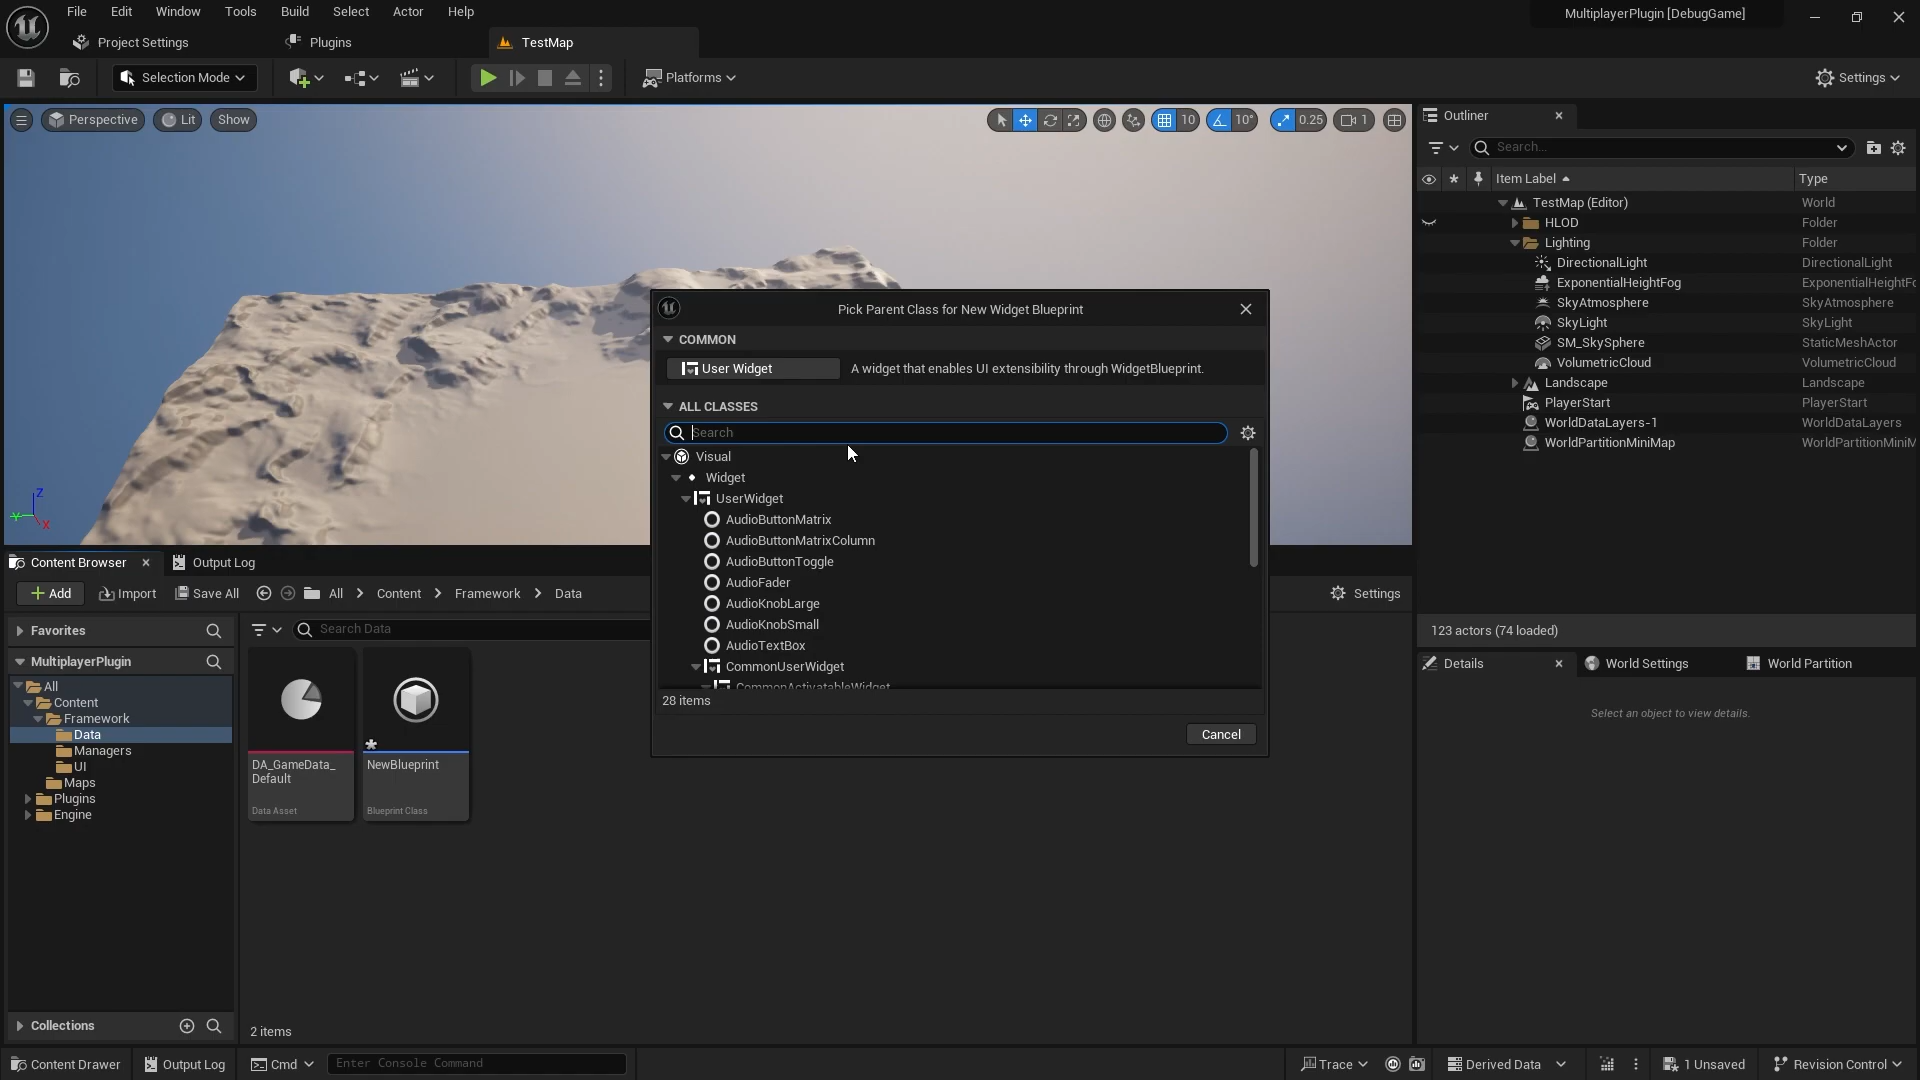 File Edit Window Tools Build Select Actor Help
MultiplayerPlugin [DebugGame]
Project Settings
Plugins
TestMap
Selection Mode
Platforms
Settings
Perspective
Lit
Show
10
10°
0.25
1
Z
Y
X
Outliner
Search...
Item Label
Type
TestMap (Editor) World
HLOD Folder
Lighting Folder
DirectionalLight DirectionalLight
ExponentialHeightFog ExponentialHeightFo
SkyAtmosphere SkyAtmosphere
SkyLight SkyLight
SM_SkySphere StaticMeshActor
VolumetricCloud VolumetricCloud
Landscape Landscape
PlayerStart PlayerStart
WorldDataLayers-1 WorldDataLayers
WorldPartitionMiniMap WorldPartitionMiniM
123 actors (74 loaded)
Details
World Settings
World Partition
Select an object to view details.
Pick Parent Class for New Widget Blueprint
COMMON
User Widget
A widget that enables UI extensibility through WidgetBlueprint.
ALL CLASSES
Search
Visual
Widget
UserWidget
AudioButtonMatrix
AudioButtonMatrixColumn
AudioButtonToggle
AudioFader
AudioKnobLarge
AudioKnobSmall
AudioTextBox
CommonUserWidget
CommonActivatableWidget
28 items
Cancel
Content Browser
Output Log
Add
Import
Save All
All > Content > Framework > Data
Settings
Favorites
MultiplayerPlugin
All
Content
Framework
Data
Managers
UI
Maps
Plugins
Engine
Collections
Search Data
DA_GameData_
Default
Data Asset
NewBlueprint
Blueprint Class
2 items
Content Drawer
Output Log
Cmd
Enter Console Command
Trace
Derived Data
1 Unsaved
Revision Control